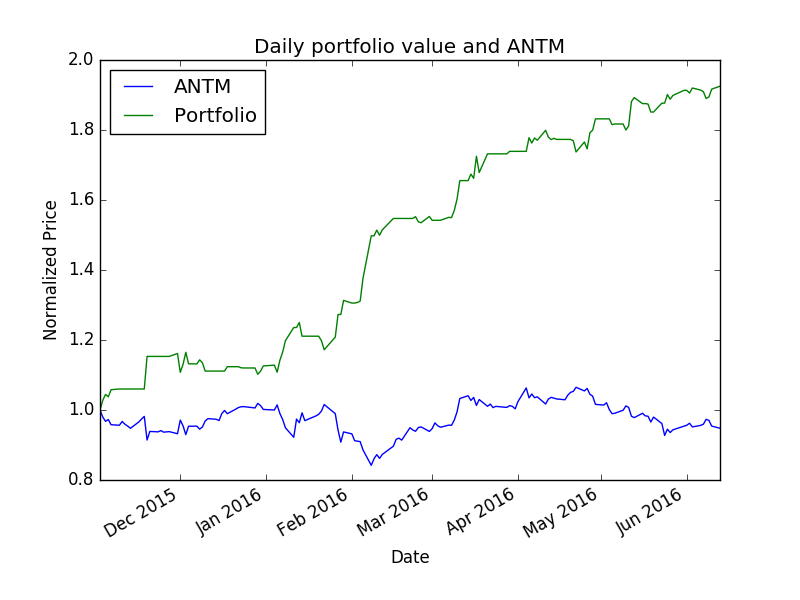 Daily portfolio value and ANTM
2.0
1.8
1.6
1.4
1.2
1.0
0.8
Normalized Price
ANTM
Portfolio
Dec 2015
Jan 2016
Feb 2016
Mar 2016
Apr 2016
May 2016
Jun 2016
Date